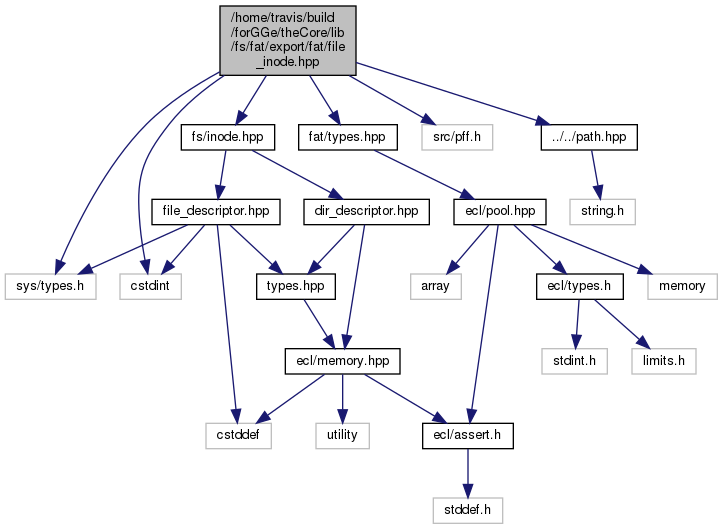 /home/travis/build
/forGGe/theCore/lib
/fs/fat/export/fat/file
_inode.hpp
fs/inode.hpp
fat/types.hpp
src/pff.h
../../path.hpp
file_descriptor.hpp
dir_descriptor.hpp
ecl/pool.hpp
string.h
sys/types.h
cstdint
types.hpp
array
ecl/types.h
memory
ecl/memory.hpp
stdint.h
limits.h
cstddef
utility
ecl/assert.h
stddef.h